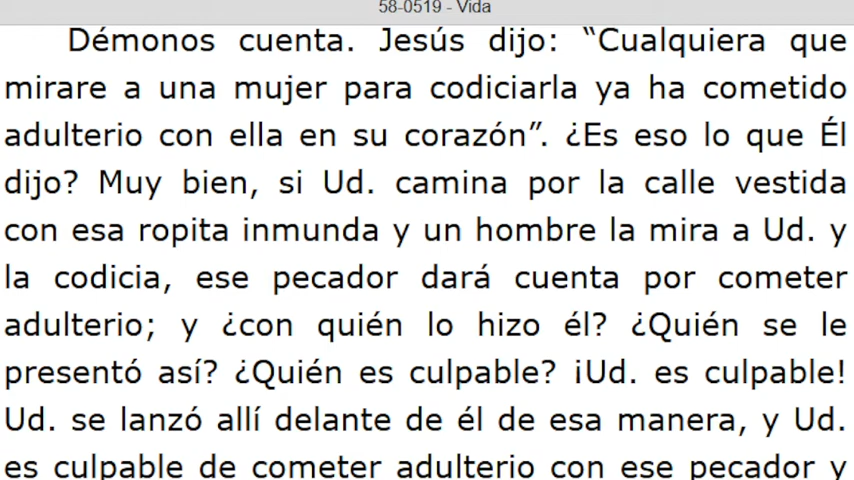 58-0519 - Vida
Démonos cuenta. Jesús dijo: “Cualquiera que
mirare a una mujer para codiciarla ya ha cometido
adulterio con ella en su corazón”. ¿Es eso lo que Él
dijo? Muy bien, si Ud. camina por la calle vestida
con esa ropita inmunda y un hombre la mira a Ud. y
la codicia, ese pecador dará cuenta por cometer
adulterio; y ¿con quién lo hizo él? ¿Quién se le
presentó así? ¿Quién es culpable? ¡Ud. es culpable!
Ud. se lanzó allí delante de él de esa manera, y Ud.
es culpable de cometer adulterio con ese pecador y